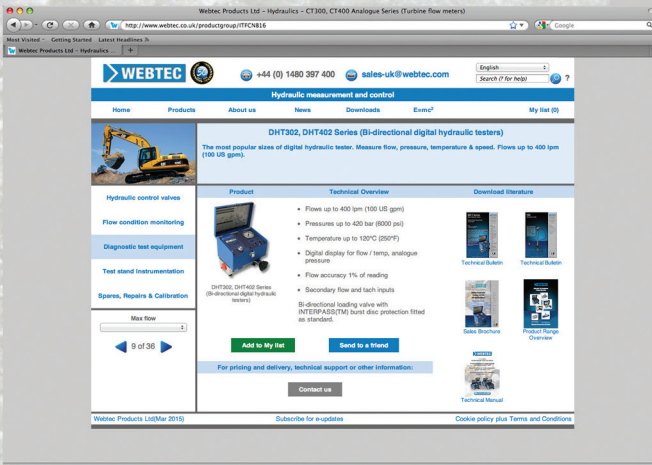 Webtec Products Ltd – Hydraulics – CT300, CT400 Analogue Series (Turbine flow meters)
http://www.webtec.co.uk/productgroup/ITFCNB16
Google
Most Visited Getting Started Latest Headlines
Webtec Products Ltd – Hydraulics ...
WEBTEC
50
+44 (0) 1480 397 400
sales-uk@webtec.com
English
Search (? for help)
?
Hydraulic measurement and control
Home Products About us News Downloads E=mc² My list (0)
DHT302, DHT402 Series (Bi-directional digital hydraulic testers)
The most popular sizes of digital hydraulic tester. Measure flow, pressure, temperature & speed. Flows up to 400 lpm
(100 US gpm).
Hydraulic control valves
Flow condition monitoring
Diagnostic test equipment
Test stand instrumentation
Spares, Repairs & Calibration
Max flow
9 of 36
Product
DHT302, DHT402 Series
(Bi-directional digital hydraulic
testers)
Technical Overview
• Flows up to 400 lpm (100 US gpm)
• Pressures up to 420 bar (6000 psi)
• Temperature up to 120°C (250°F)
• Digital display for flow / temp, analogue
pressure
• Flow accuracy 1% of reading
• Secondary flow and tach inputs
Bi-directional loading valve with
INTERPASS(TM) burst disc protection fitted
as standard.
Download literature
Technical Bulletin
Technical Bulletin
Sales Brochure
Product Range
Overview
WEBTEC
Technical Manual
Add to My list
Send to a friend
For pricing and delivery, technical support or other information:
Contact us
Webtec Products Ltd(Mar 2015)
Subscribe for e-updates
Cookie policy plus Terms and Conditions